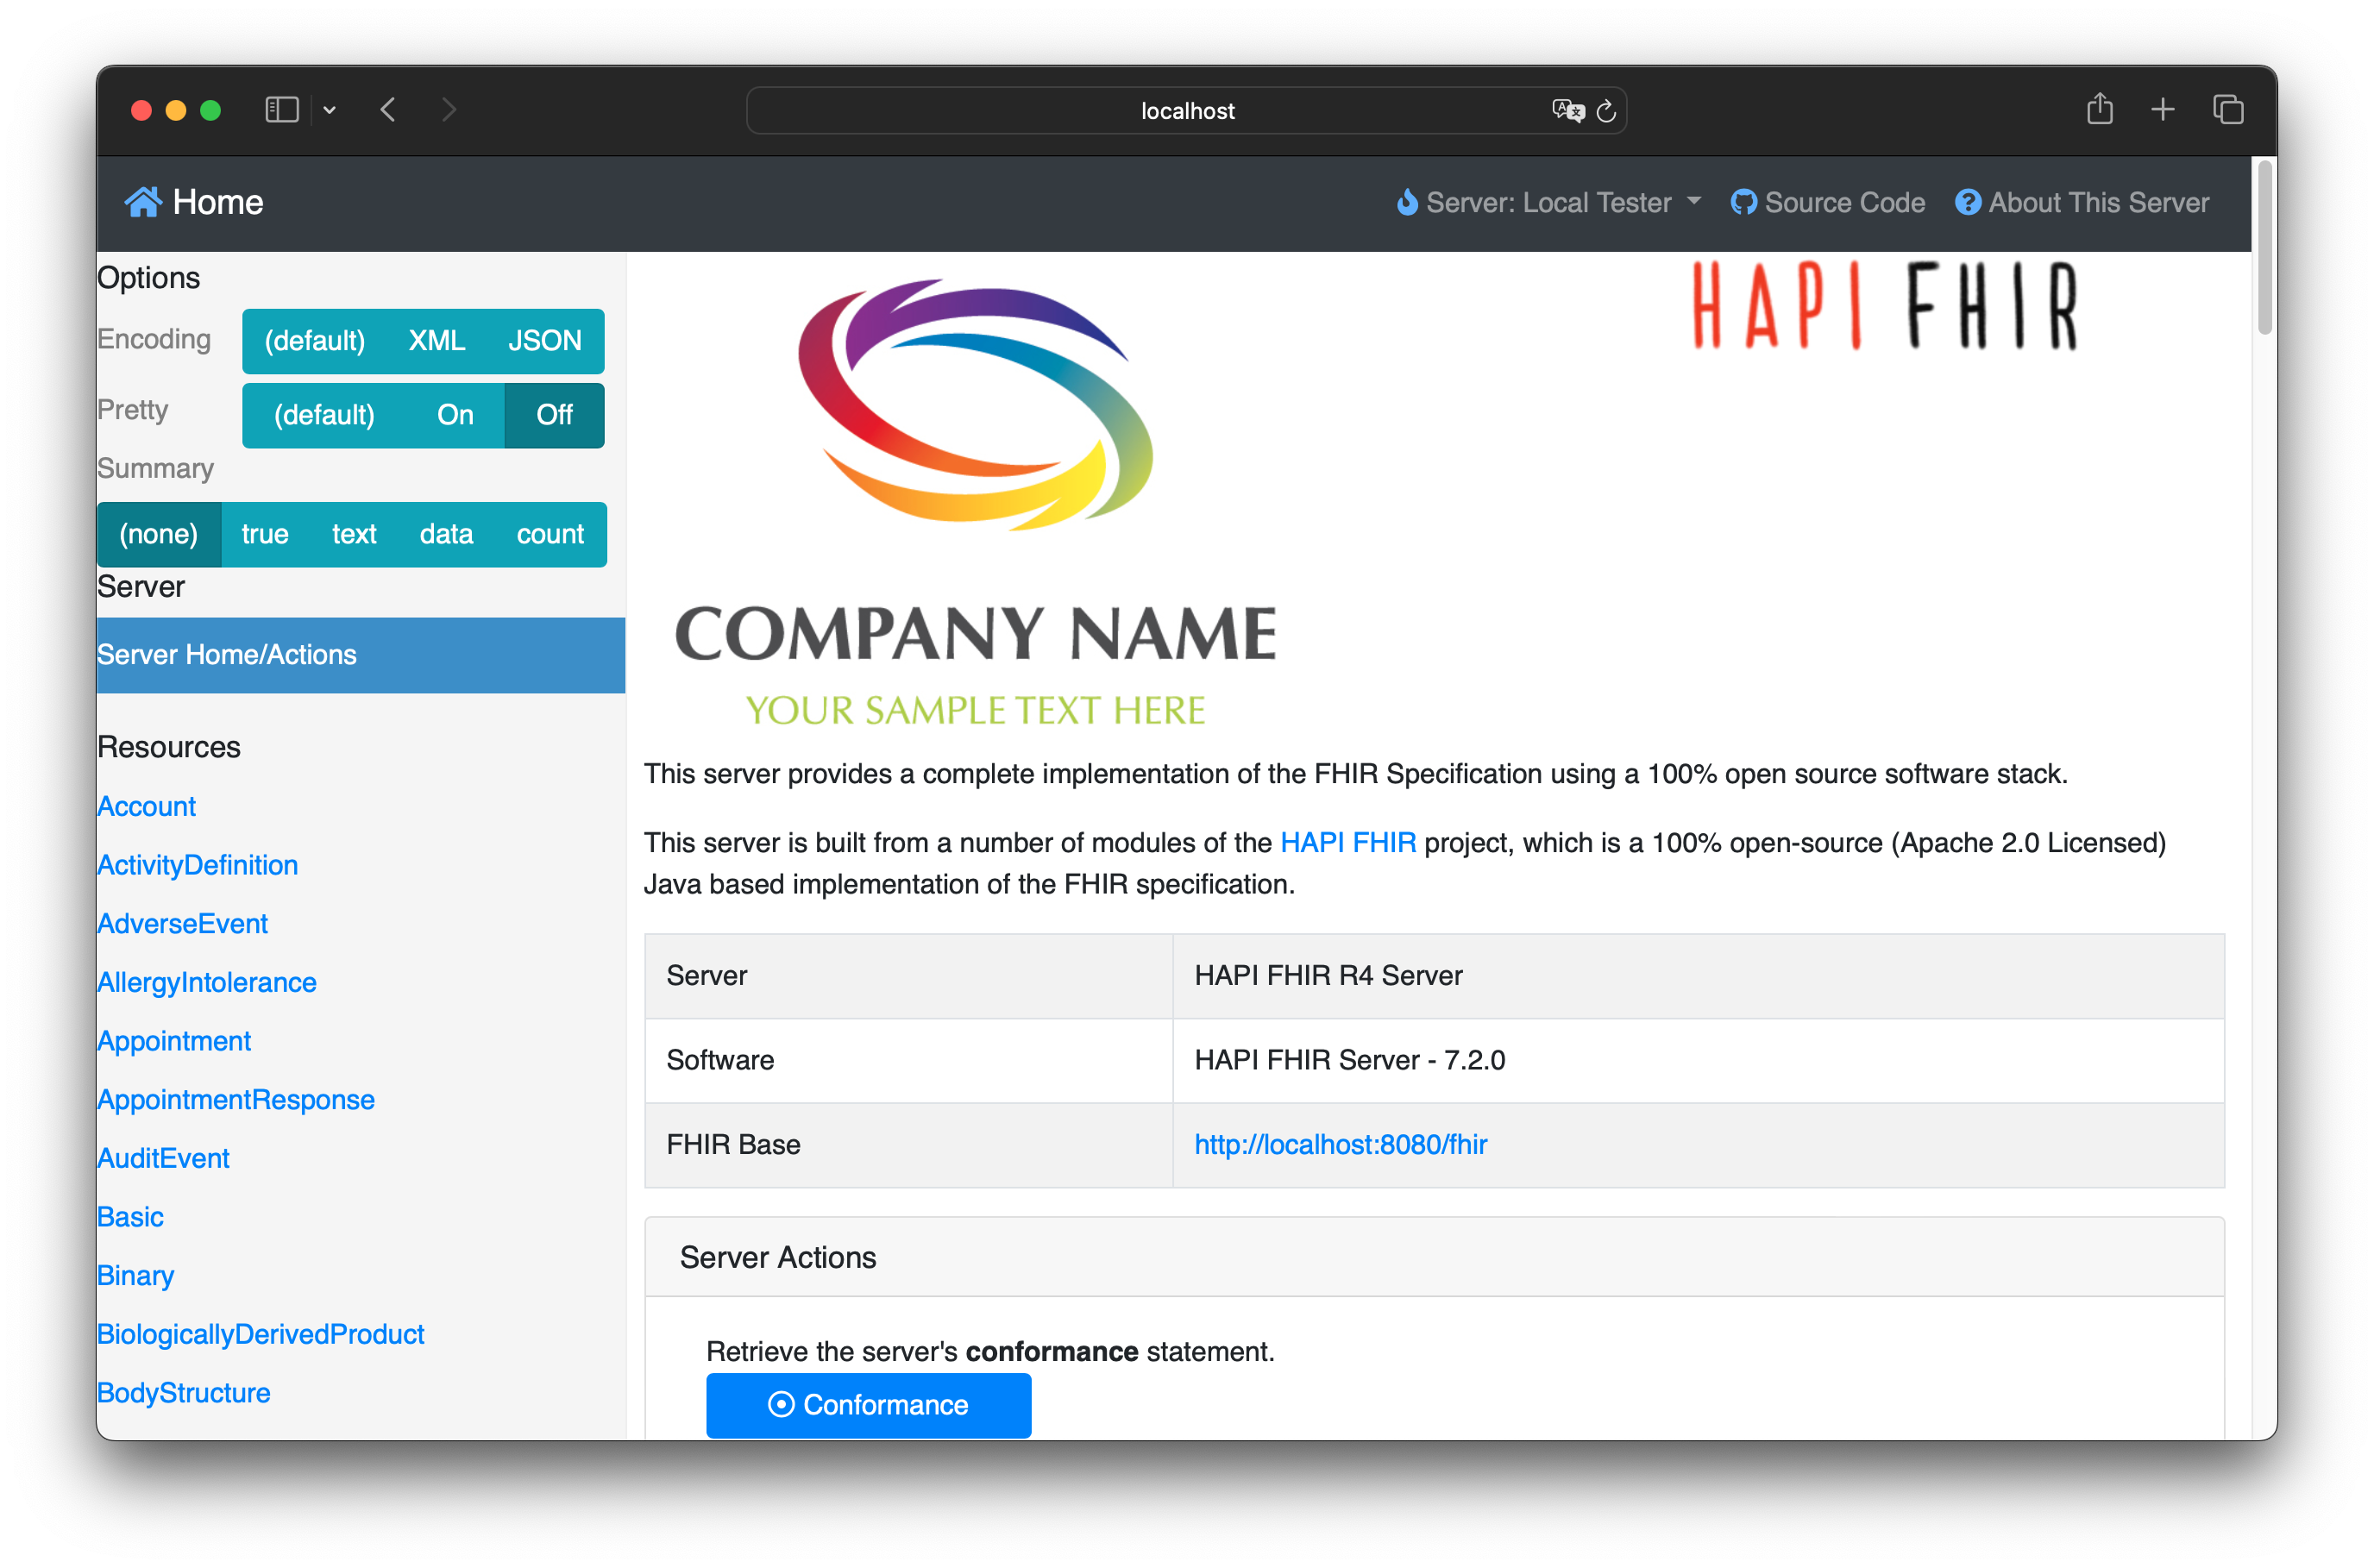 localhost
Home
Server: Local Tester
Source Code
About This Server
Options
Encoding (default) XML JSON
Pretty (default) On Off
Summary
(none) true text data count
Server
Server Home/Actions
Resources
Account
ActivityDefinition
AdverseEvent
AllergyIntolerance
Appointment
AppointmentResponse
AuditEvent
Basic
Binary
BiologicallyDerivedProduct
BodyStructure
HAPI FHIR
COMPANY NAME
YOUR SAMPLE TEXT HERE
This server provides a complete implementation of the FHIR Specification using a 100% open source software stack.
This server is built from a number of modules of the HAPI FHIR project, which is a 100% open-source (Apache 2.0 Licensed)
Java based implementation of the FHIR specification.
Server HAPI FHIR R4 Server
Software HAPI FHIR Server - 7.2.0
FHIR Base http://localhost:8080/fhir
Server Actions
Retrieve the server's conformance statement.
Conformance